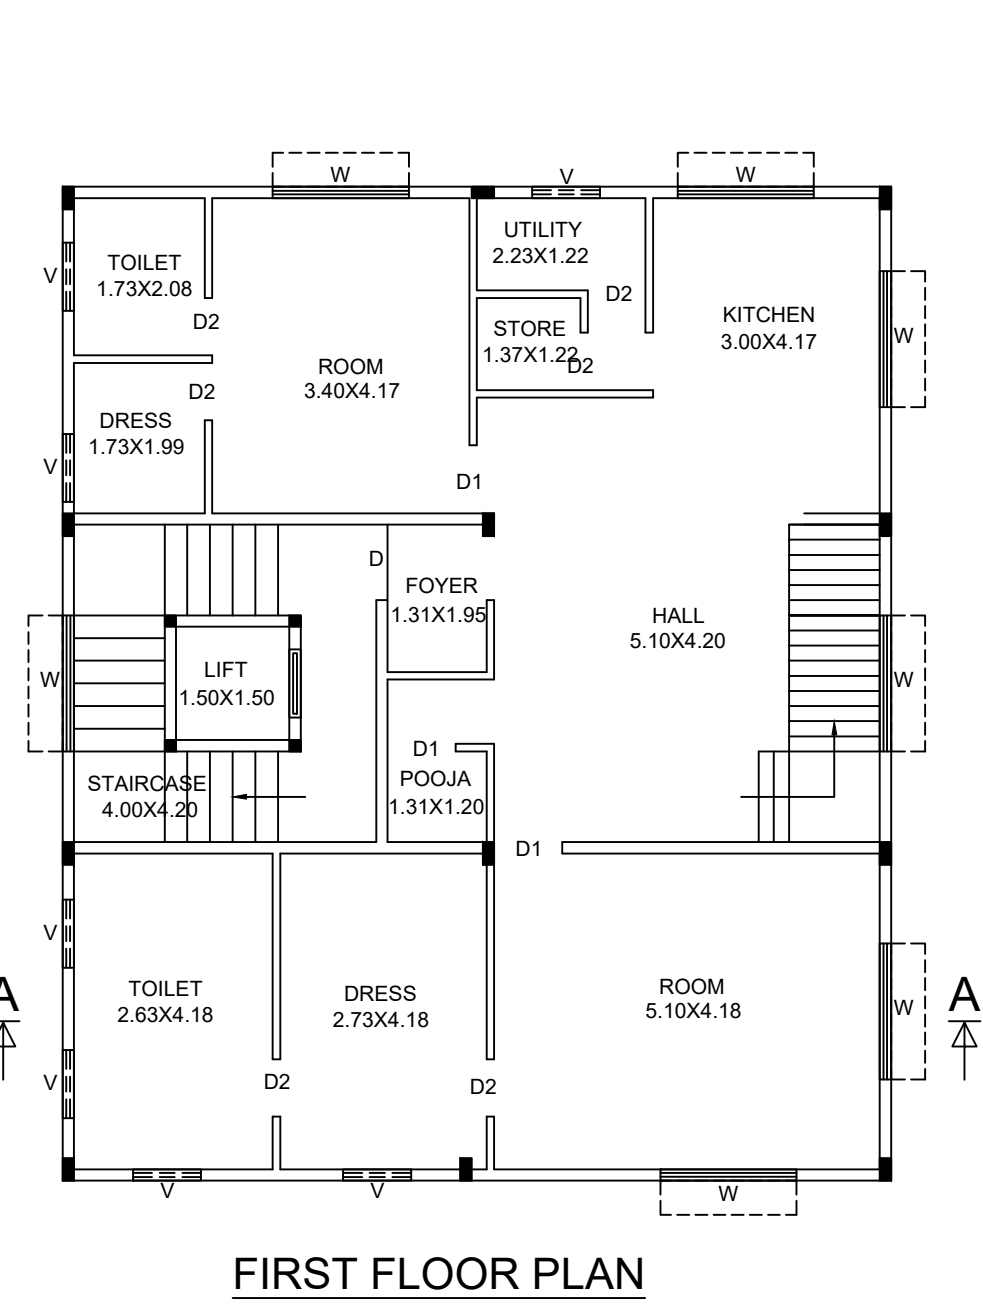 W
V
W
UTILITY
2.23X1.22
TOILET
1.73X2.08
V
D2
KITCHEN
3.00X4.17
D2
STORE
1.37X1.22
W
D2
ROOM
3.40X4.17
D2
DRESS
1.73X1.99
V
D1
D
FOYER
1.31X1.95
HALL
5.10X4.20
LIFT
1.50X1.50
W
W
D1
POOJA
1.31X1.20
STAIRCASE
4.00X4.20
D1
V
TOILET
2.63X4.18
DRESS
2.73X4.18
ROOM
5.10X4.18
W
A
A
V
D2
D2
V
V
W
FIRST FLOOR PLAN